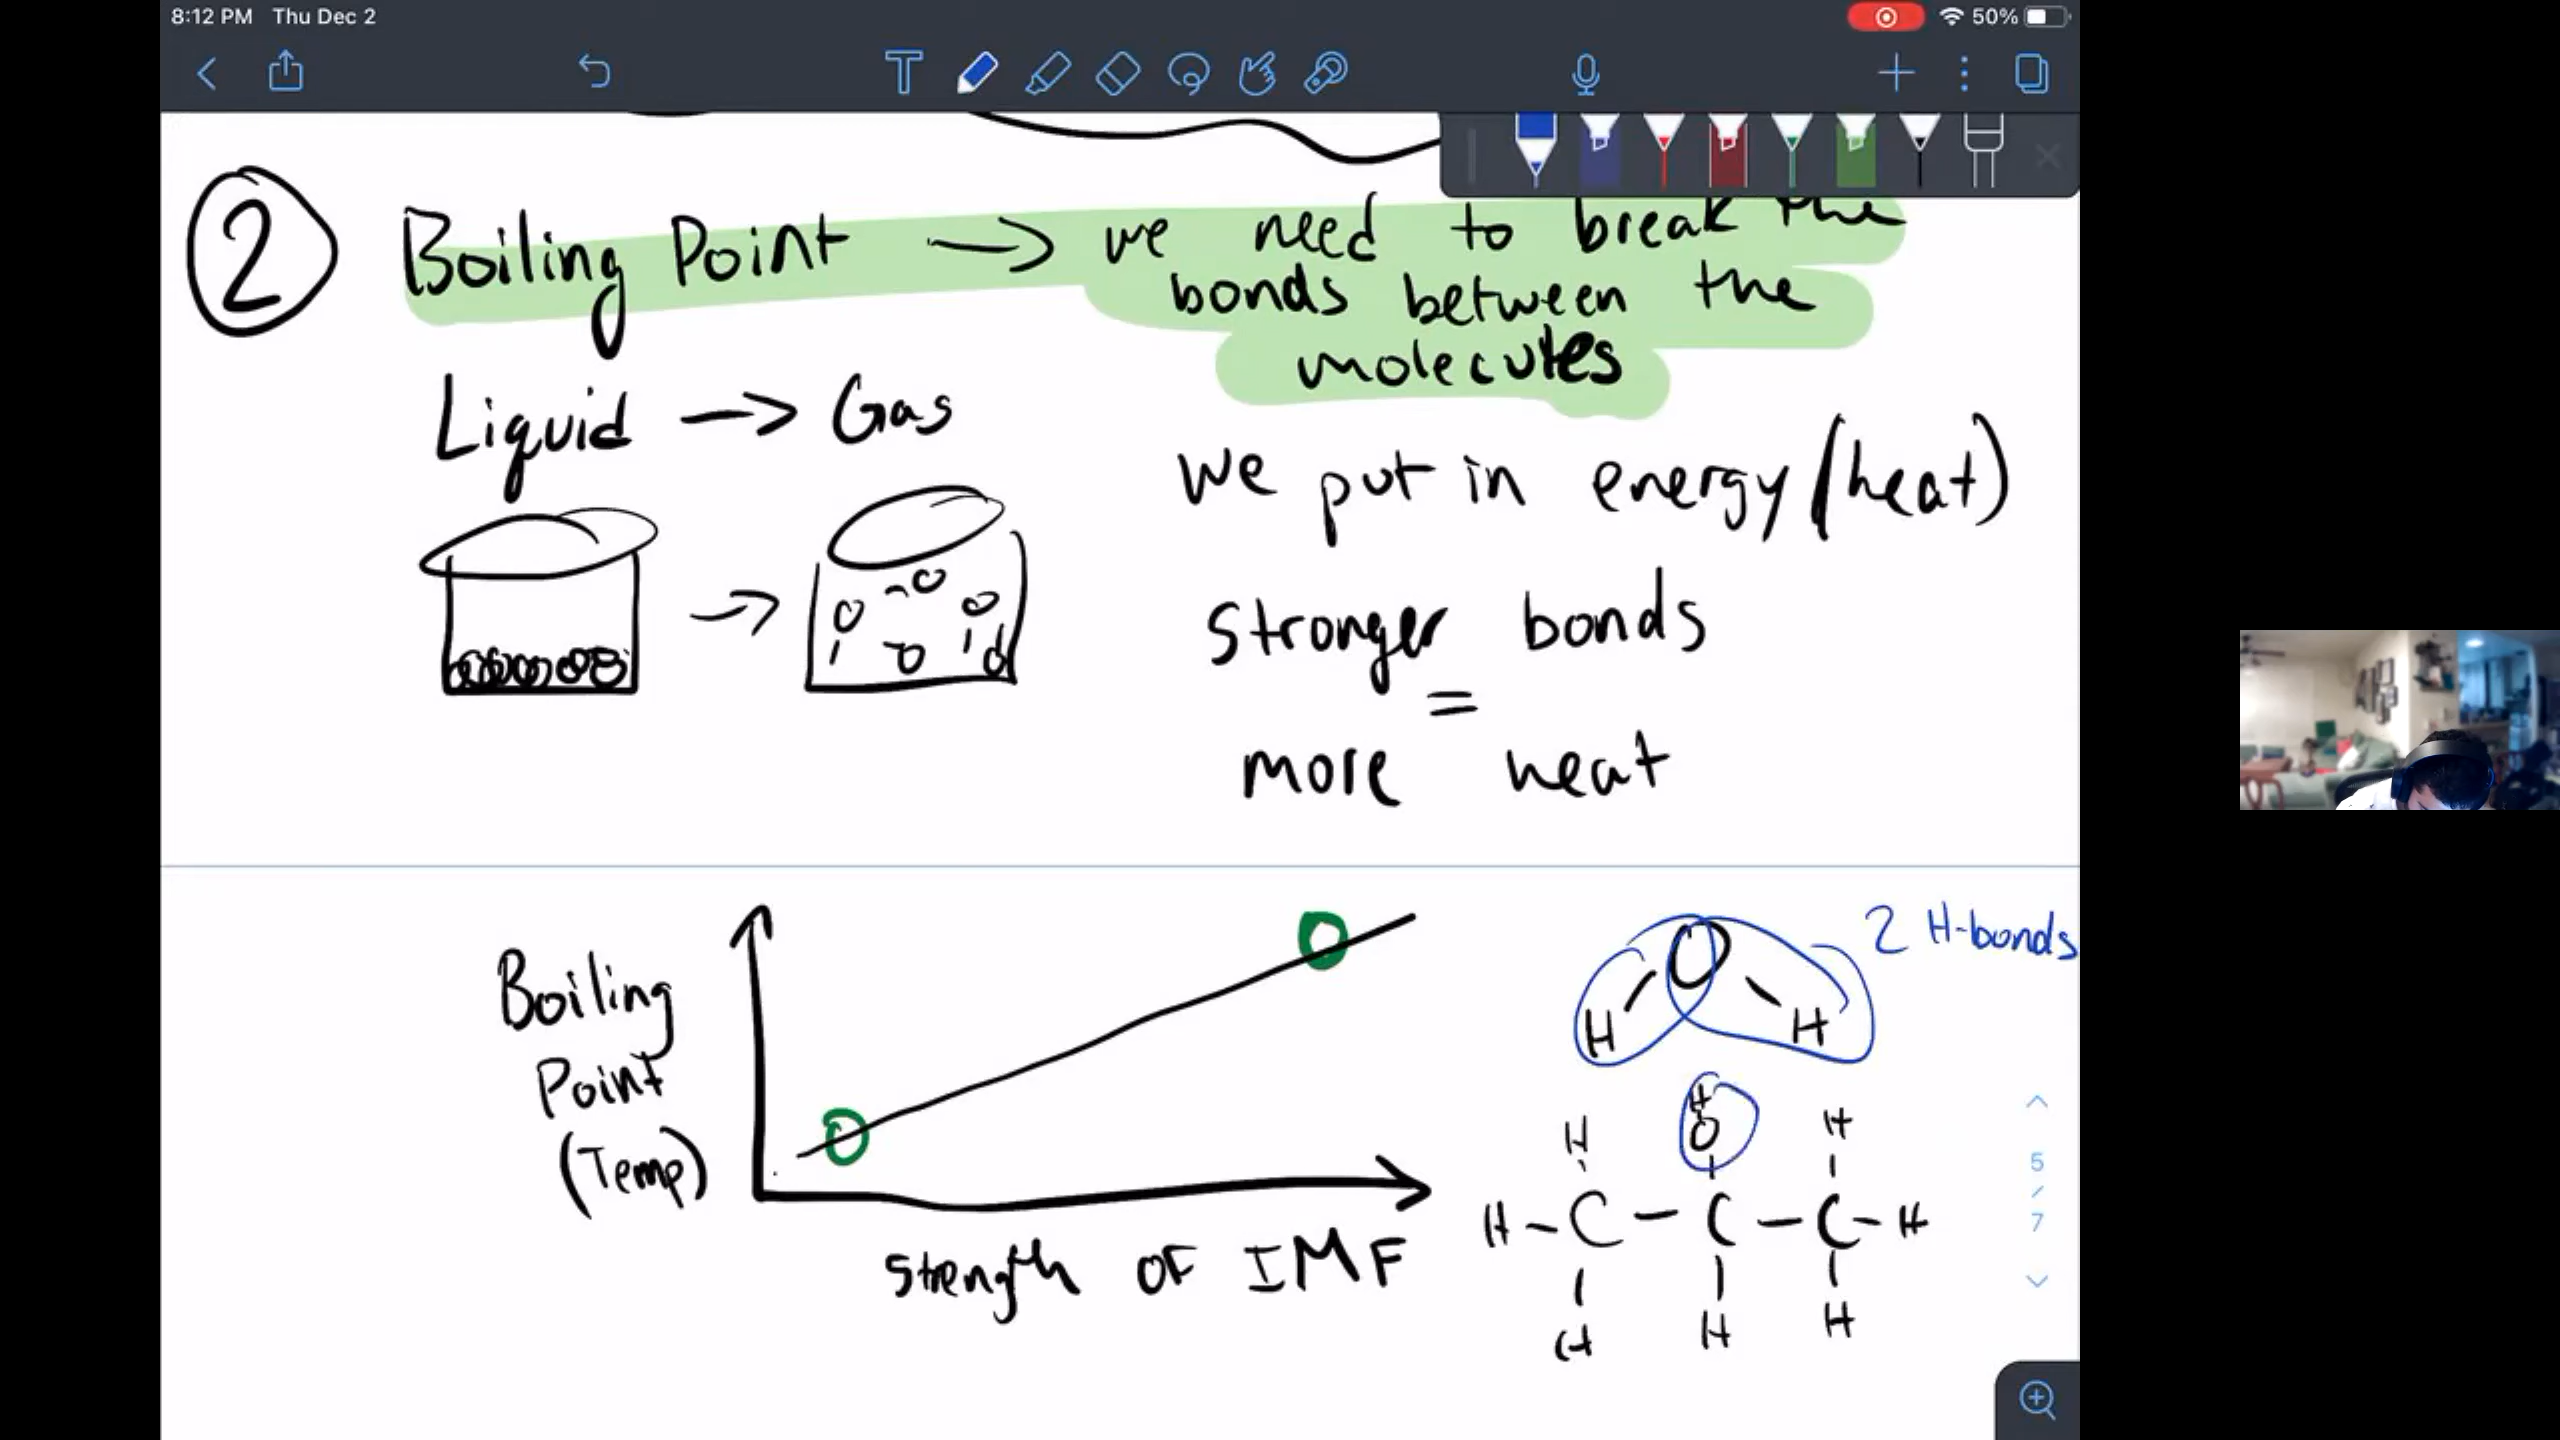 8:12 PM Thu Dec 2
50%
2 Boiling Point → we need to break the
bonds between the
molecules
Liquid → Gas
we put in energy/(heat)
stronger bonds
=
more heat
Boiling
Point
(Temp)
Strength OF IMF
2 H-bonds
O
H H
H
H O H
H - C - C - C - H
H H H
5
/
7